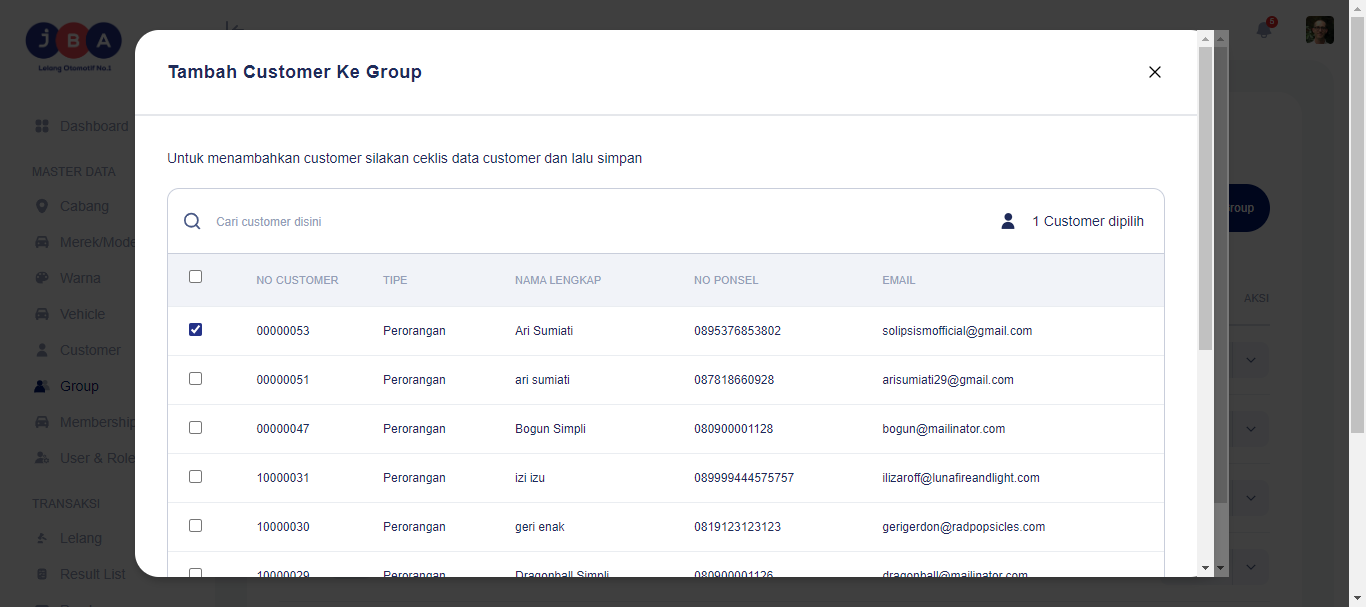 JBA
Lelang Otomotif No.1
6
Dashboard
MASTER DATA
Cabang
Merek/Mode
Warna
Vehicle
Customer
Group
Membership
User & Role
TRANSAKSI
Lelang
Result List
Tambah Customer Ke Group
Untuk menambahkan customer silakan ceklis data customer dan lalu simpan
Cari customer disini
1 Customer dipilih
NO CUSTOMER TIPE NAMA LENGKAP NO PONSEL EMAIL
00000053 Perorangan Ari Sumiati 0895376853802 solipsismofficial@gmail.com
00000051 Perorangan ari sumiati 087818660928 arisumiati29@gmail.com
00000047 Perorangan Bogun Simpli 080900001128 bogun@mailinator.com
10000031 Perorangan izi izu 089999444575757 ilizaroff@lunafireandlight.com
10000030 Perorangan geri enak 0819123123123 gerigerdon@radpopsicles.com
10000029 Perorangan Dragonball Simpli 080900001126 dragonball@mailinator.com
roup
AKSI